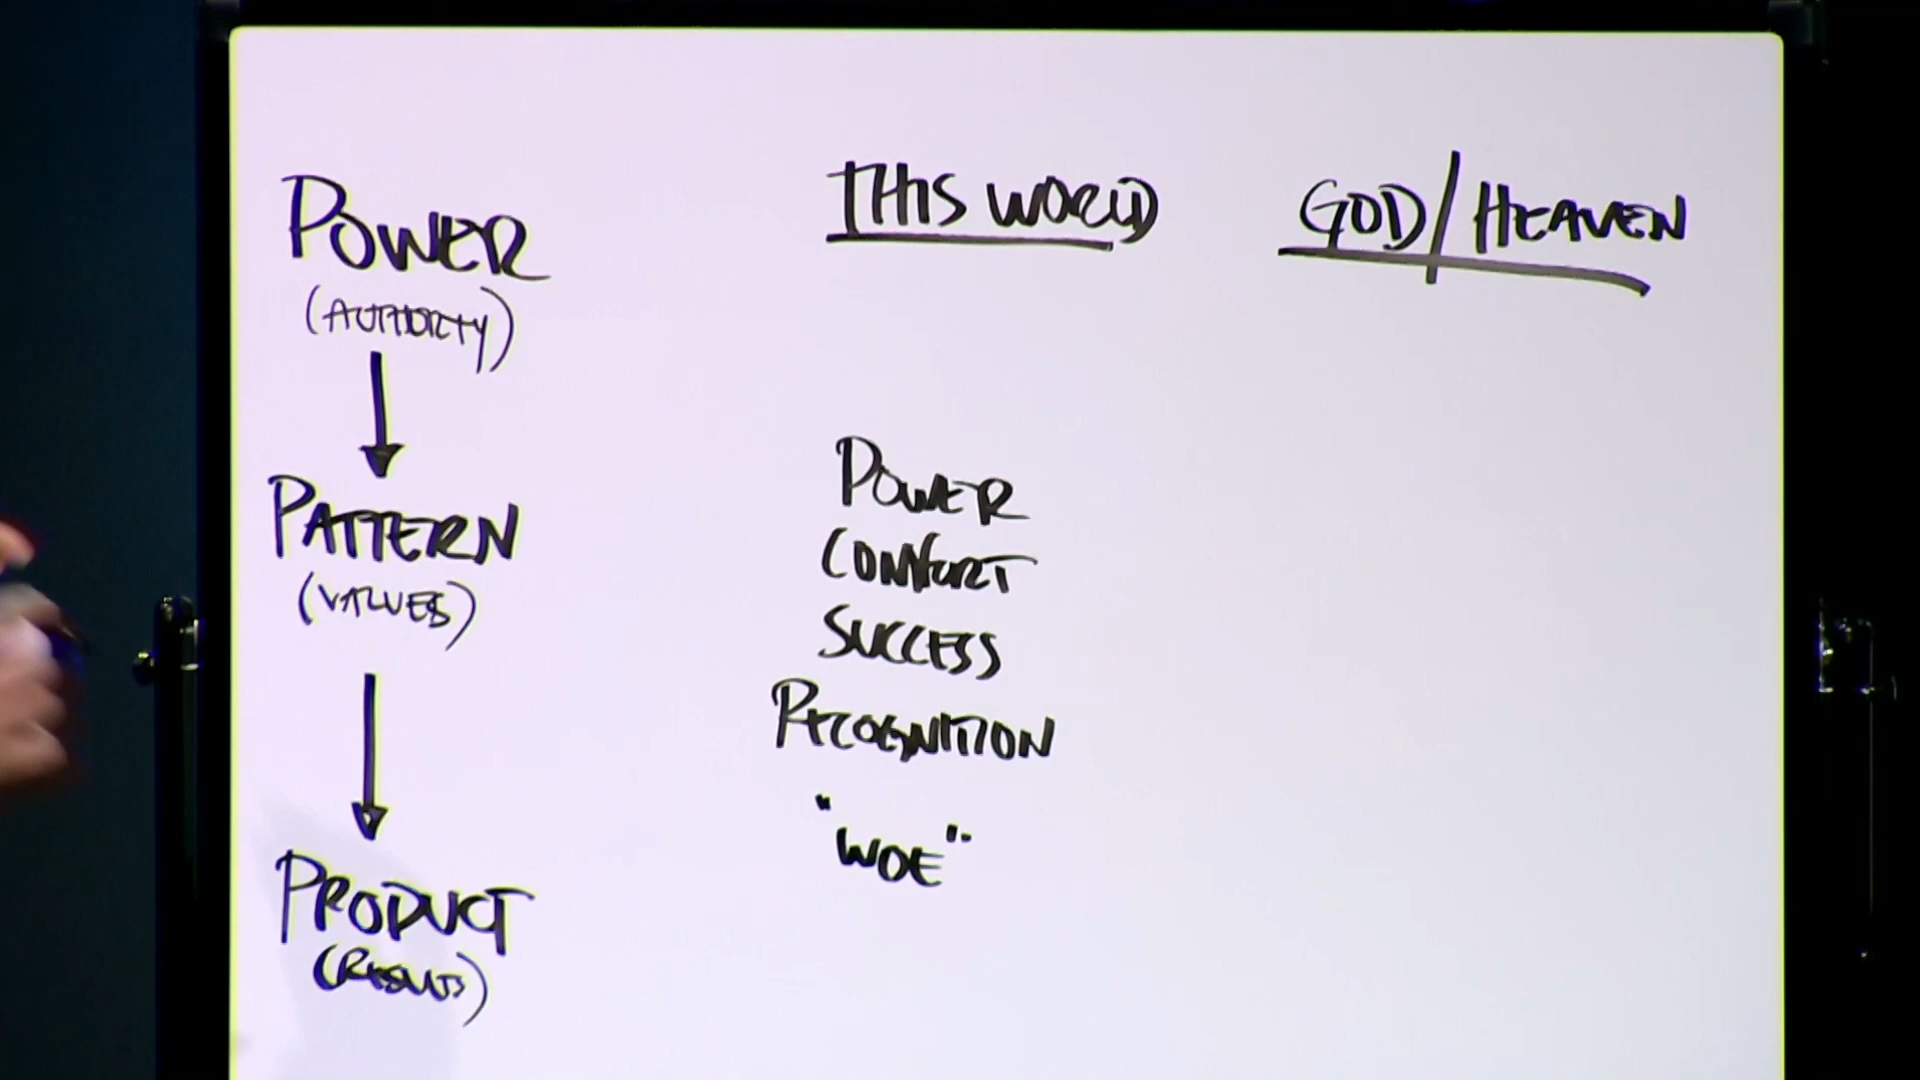 POWER
(AUTHORITY)
PATTERN
(VALUES)
PRODUCT
(RESULTS)
THIS WORLD
POWER
COMFORT
SUCCESS
RECOGNITION
"WOE"
GOD/HEAVEN